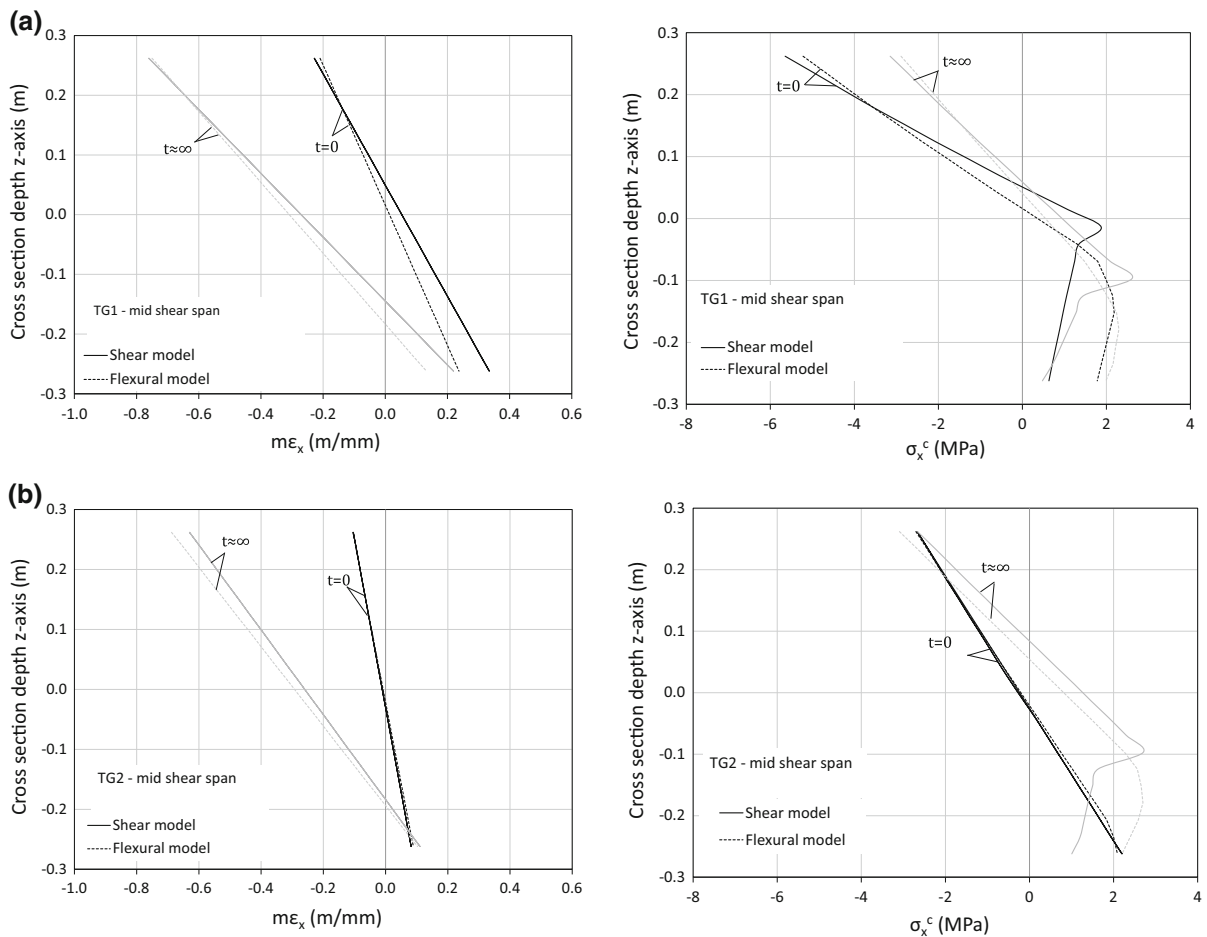 (a)
0.3
0.2
0.1
0.0
-0.1
-0.2
-0.3
Cross section depth z-axis (m)
t≈∞
t=0
TG1 - mid shear span
Shear model
Flexural model
-1.0 -0.8 -0.6 -0.4 -0.2 0.0 0.2 0.4 0.6
mεₓ (m/mm)
0.3
0.2
0.1
0.0
-0.1
-0.2
-0.3
Cross section depth z-axis (m)
t≈∞
t=0
TG1 - mid shear span
Shear model
Flexural model
-8 -6 -4 -2 0 2 4
σₓᶜ (MPa)
(b)
0.3
0.2
0.1
0.0
-0.1
-0.2
-0.3
Cross section depth z-axis (m)
t≈∞
t=0
TG2 - mid shear span
Shear model
Flexural model
-1.0 -0.8 -0.6 -0.4 -0.2 0.0 0.2 0.4 0.6
mεₓ (m/mm)
0.3
0.2
0.1
0.0
-0.1
-0.2
-0.3
Cross section depth z-axis (m)
t≈∞
t=0
TG2 - mid shear span
Shear model
Flexural model
-8 -6 -4 -2 0 2 4
σₓᶜ (MPa)